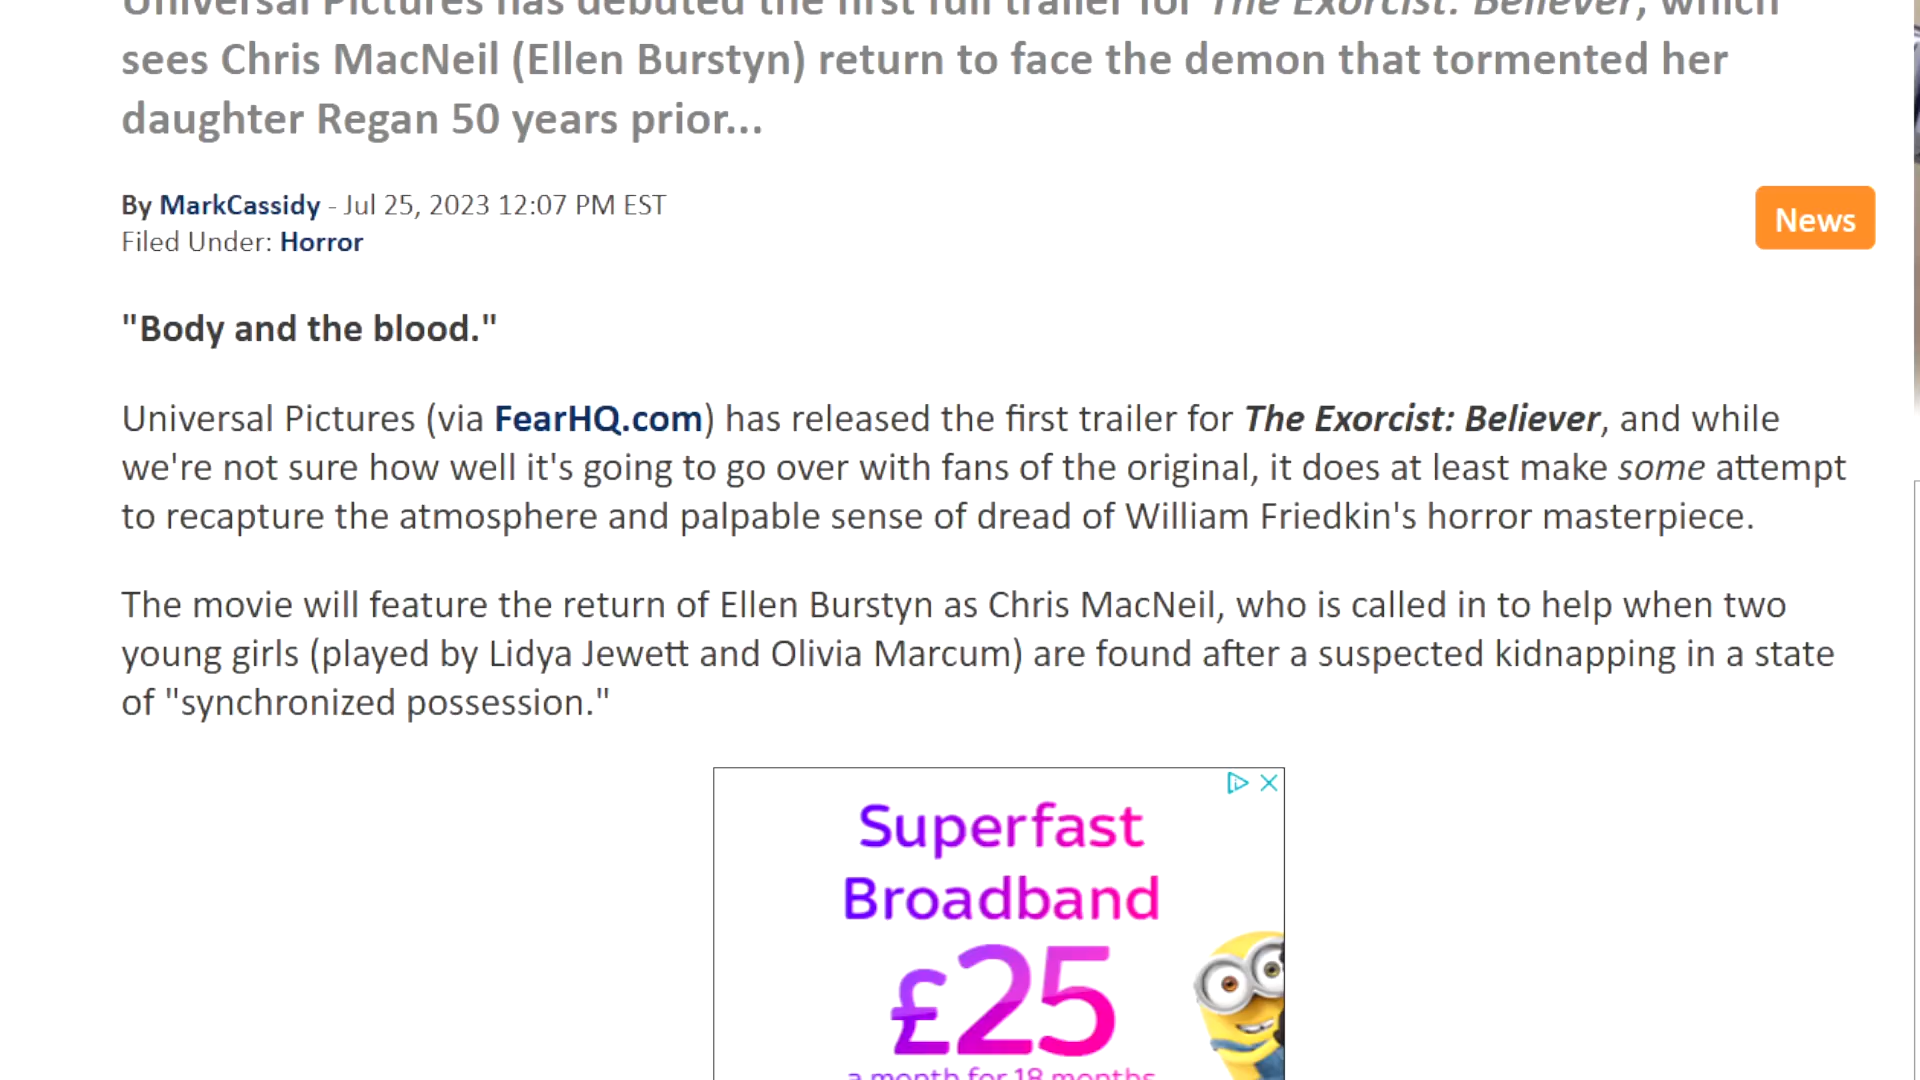 Universal Pictures has debuted the first full trailer for The Exorcist: Believer, which
sees Chris MacNeil (Ellen Burstyn) return to face the demon that tormented her
daughter Regan 50 years prior...
By MarkCassidy - Jul 25, 2023 12:07 PM EST
Filed Under: Horror
News
"Body and the blood."
Universal Pictures (via FearHQ.com) has released the first trailer for The Exorcist: Believer, and while
we're not sure how well it's going to go over with fans of the original, it does at least make some attempt
to recapture the atmosphere and palpable sense of dread of William Friedkin's horror masterpiece.
The movie will feature the return of Ellen Burstyn as Chris MacNeil, who is called in to help when two
young girls (played by Lidya Jewett and Olivia Marcum) are found after a suspected kidnapping in a state
of "synchronized possession."
Superfast
Broadband
£25
a month for 18 months